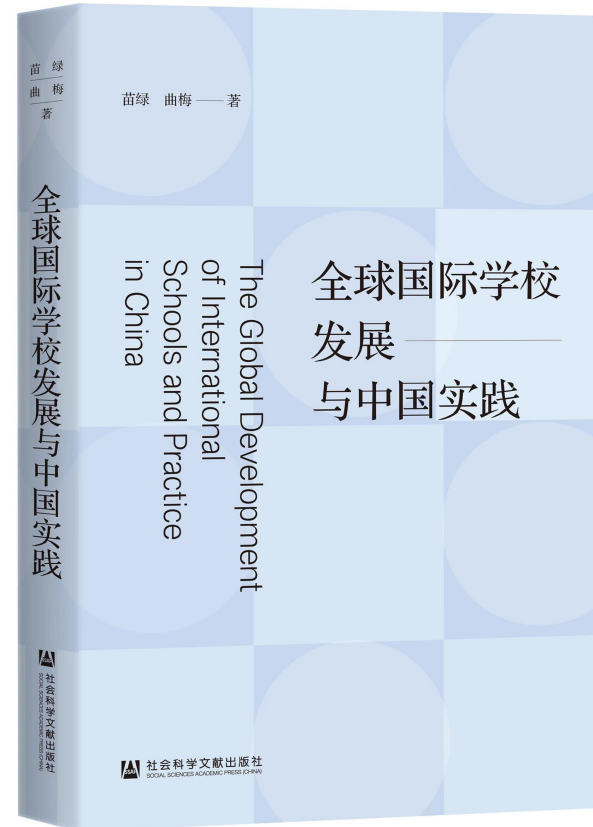 苗绿
曲梅
著
全球国际学校发展与中国实践
社会科学文献出版社
SOCIAL SCIENCES ACADEMIC PRESS (CHINA)
苗绿 曲梅——著
全球国际学校
发展——
与中国实践
The Global Development
of International
Schools and Practice
in China
社会科学文献出版社
SOCIAL SCIENCES ACADEMIC PRESS (CHINA)